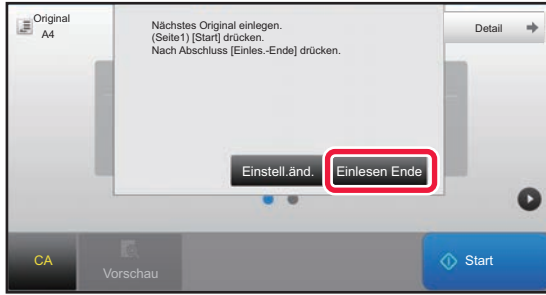 Original
A4
Nächstes Original einlegen.
(Seite1) [Start] drücken.
Nach Abschluss [Einles.-Ende] drücken.
Detail
Einstell.änd.
Einlesen Ende
CA
Vorschau
Start